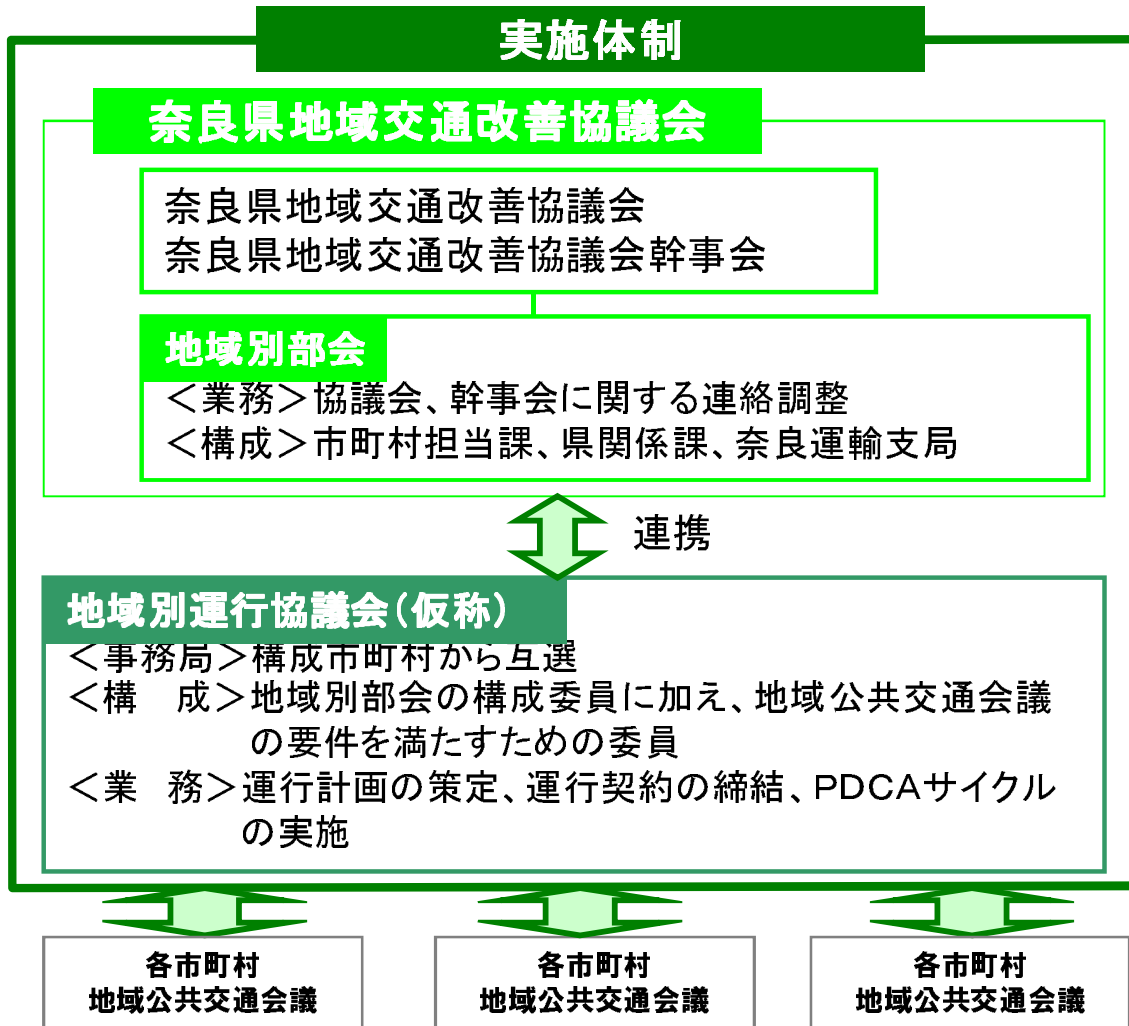 実施体制
奈良県地域交通改善協議会
奈良県地域交通改善協議会
奈良県地域交通改善協議会幹事会
地域別部会
＜業務＞協議会、幹事会に関する連絡調整
＜構成＞市町村担当課、県関係課、奈良運輸支局
連携
地域別運行協議会（仮称）
＜事務局＞構成市町村から互選
＜構　成＞地域別部会の構成委員に加え、地域公共交通会議
の要件を満たすための委員
＜業　務＞運行計画の策定、運行契約の締結、PDCAサイクル
の実施
各市町村
地域公共交通会議
各市町村
地域公共交通会議
各市町村
地域公共交通会議